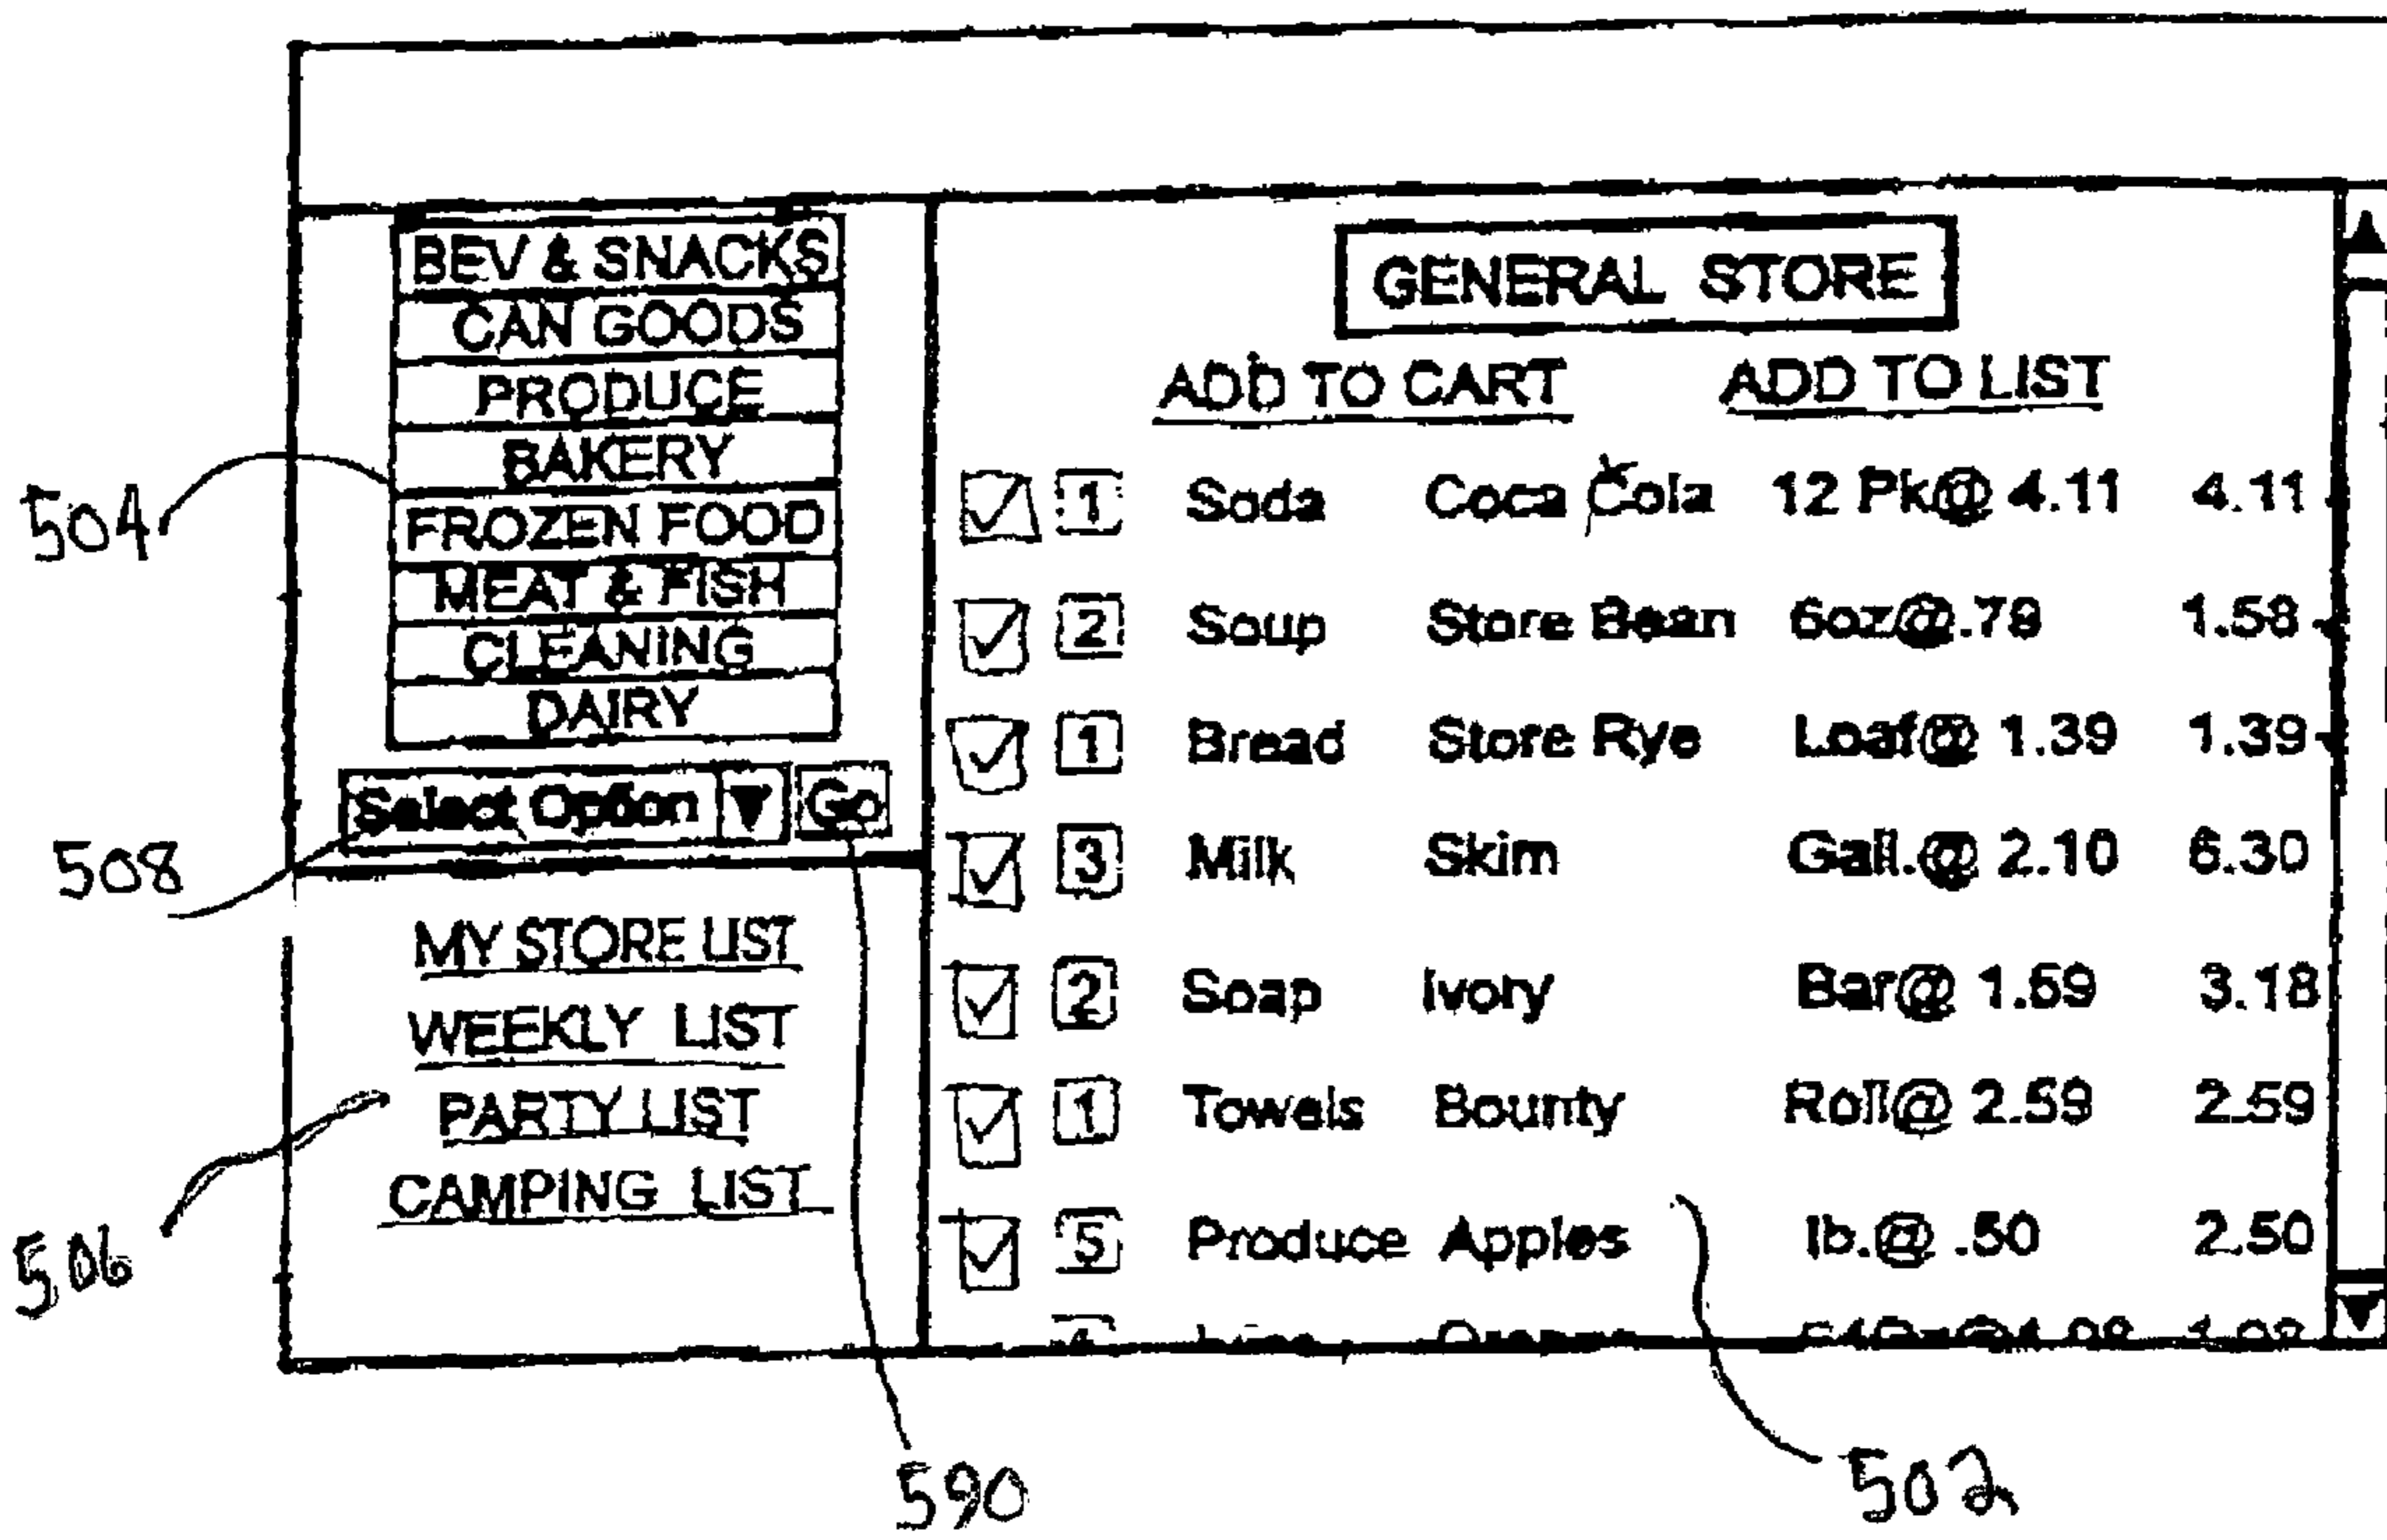 BEV & SNACKS
CAN GOODS
PRODUCE
BAKERY
FROZEN FOOD
MEAT & FISH
CLEANING
DAIRY
Select Option ▼ Go
MY STORE LIST
WEEKLY LIST
PARTY LIST
CAMPING LIST
GENERAL STORE
ADD TO CART ADD TO LIST
1 Soda Coca Cola 12 Pk@ 4.11 4.11
2 Soup Store Bean 6oz@.79 1.58
1 Bread Store Rye Loaf@ 1.39 1.39
3 Milk Skim Gall.@ 2.10 6.30
2 Soap Ivory Bar@ 1.59 3.18
1 Towels Bounty Roll@ 2.59 2.59
5 Produce Apples lb.@ .50 2.50
504
508
506
590
502